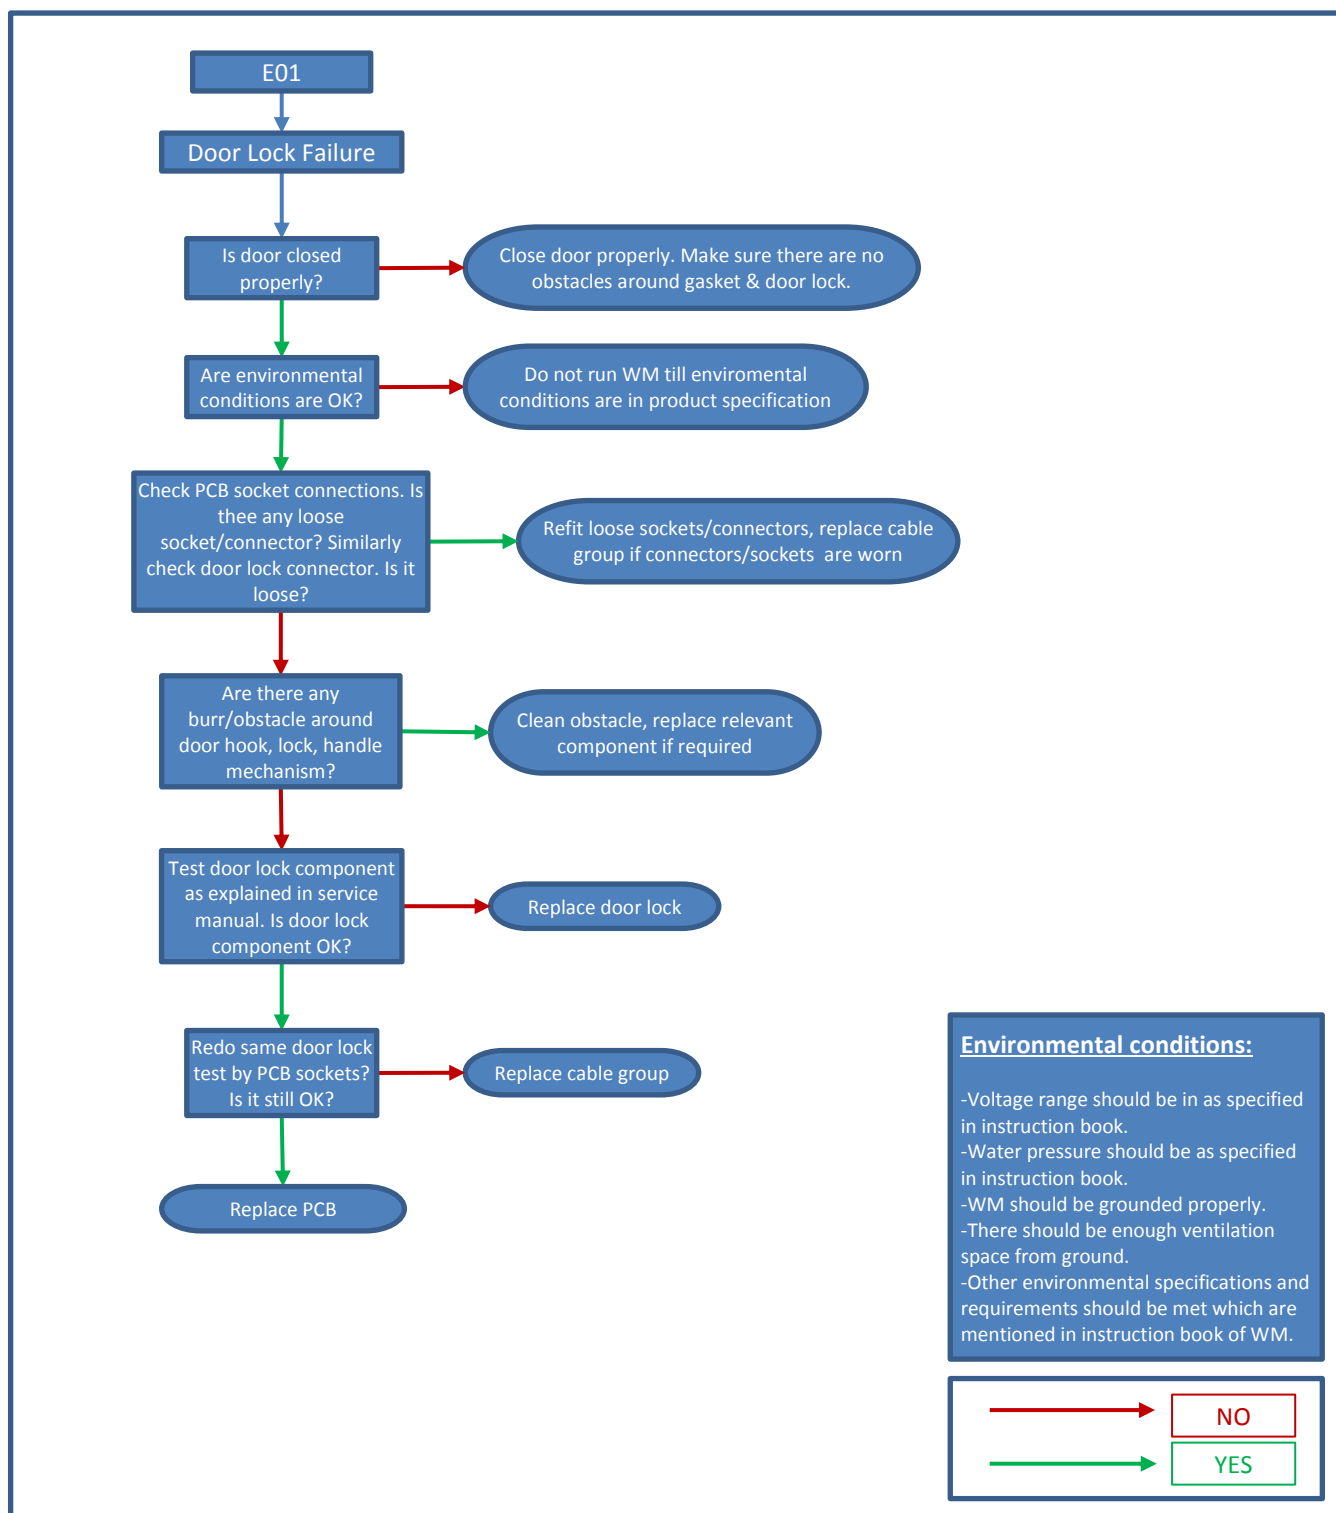 E01
Door Lock Failure
Is door closed
properly?
Close door properly. Make sure there are no
obstacles around gasket & door lock.
Are environmental
conditions are OK?
Do not run WM till enviromental
conditions are in product specification
Check PCB socket connections. Is
thee any loose
socket/connector? Similarly
check door lock connector. Is it
loose?
Refit loose sockets/connectors, replace cable
group if connectors/sockets  are worn
Are there any
burr/obstacle around
door hook, lock, handle
mechanism?
Clean obstacle, replace relevant
component if required
Test door lock component
as explained in service
manual. Is door lock
component OK?
Replace door lock
Redo same door lock
test by PCB sockets?
Is it still OK?
Replace cable group
Replace PCB
Environmental conditions:
-Voltage range should be in as specified
in instruction book.
-Water pressure should be as specified
in instruction book.
-WM should be grounded properly.
-There should be enough ventilation
space from ground.
-Other environmental specifications and
requirements should be met which are
mentioned in instruction book of WM.
NO
YES